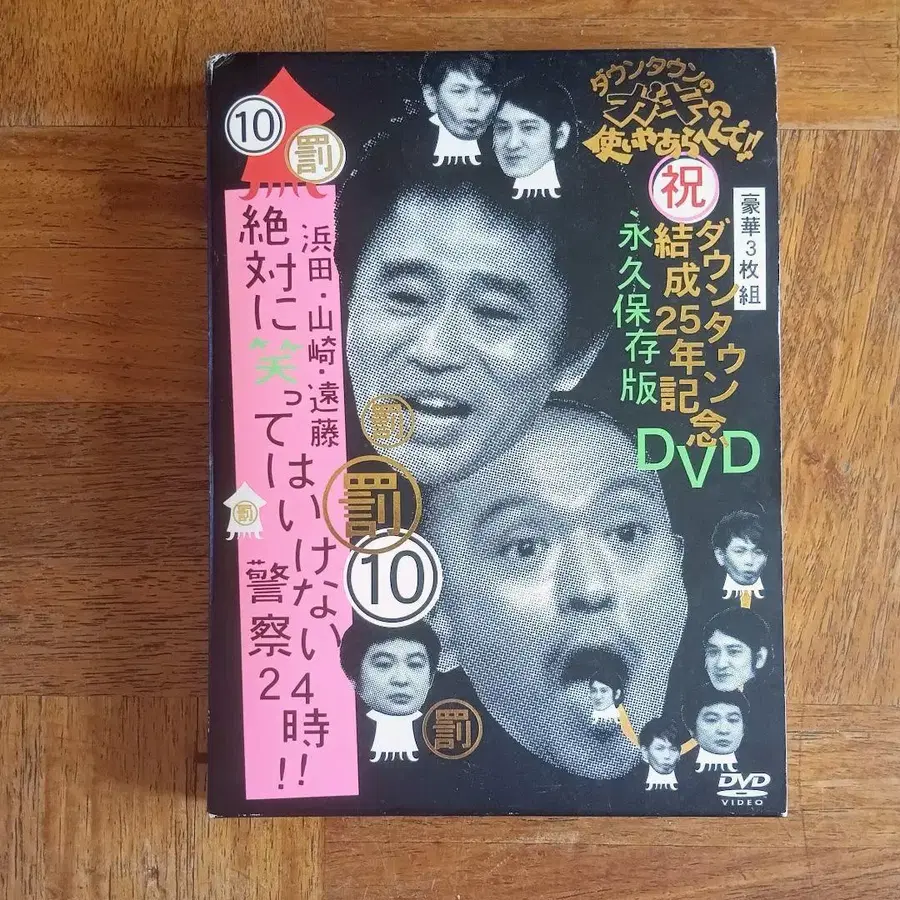 ダウンタウンの
ガキの
使いやあらへんで!!
祝
豪華3枚組
ダウンタウン
結成25年記念
DVD
永久保存版
10
罰
浜田・山崎・遠藤
絶対に笑ってはいけない
警察24時!!
罰
罰
罰
10
罰
DVD
VIDEO